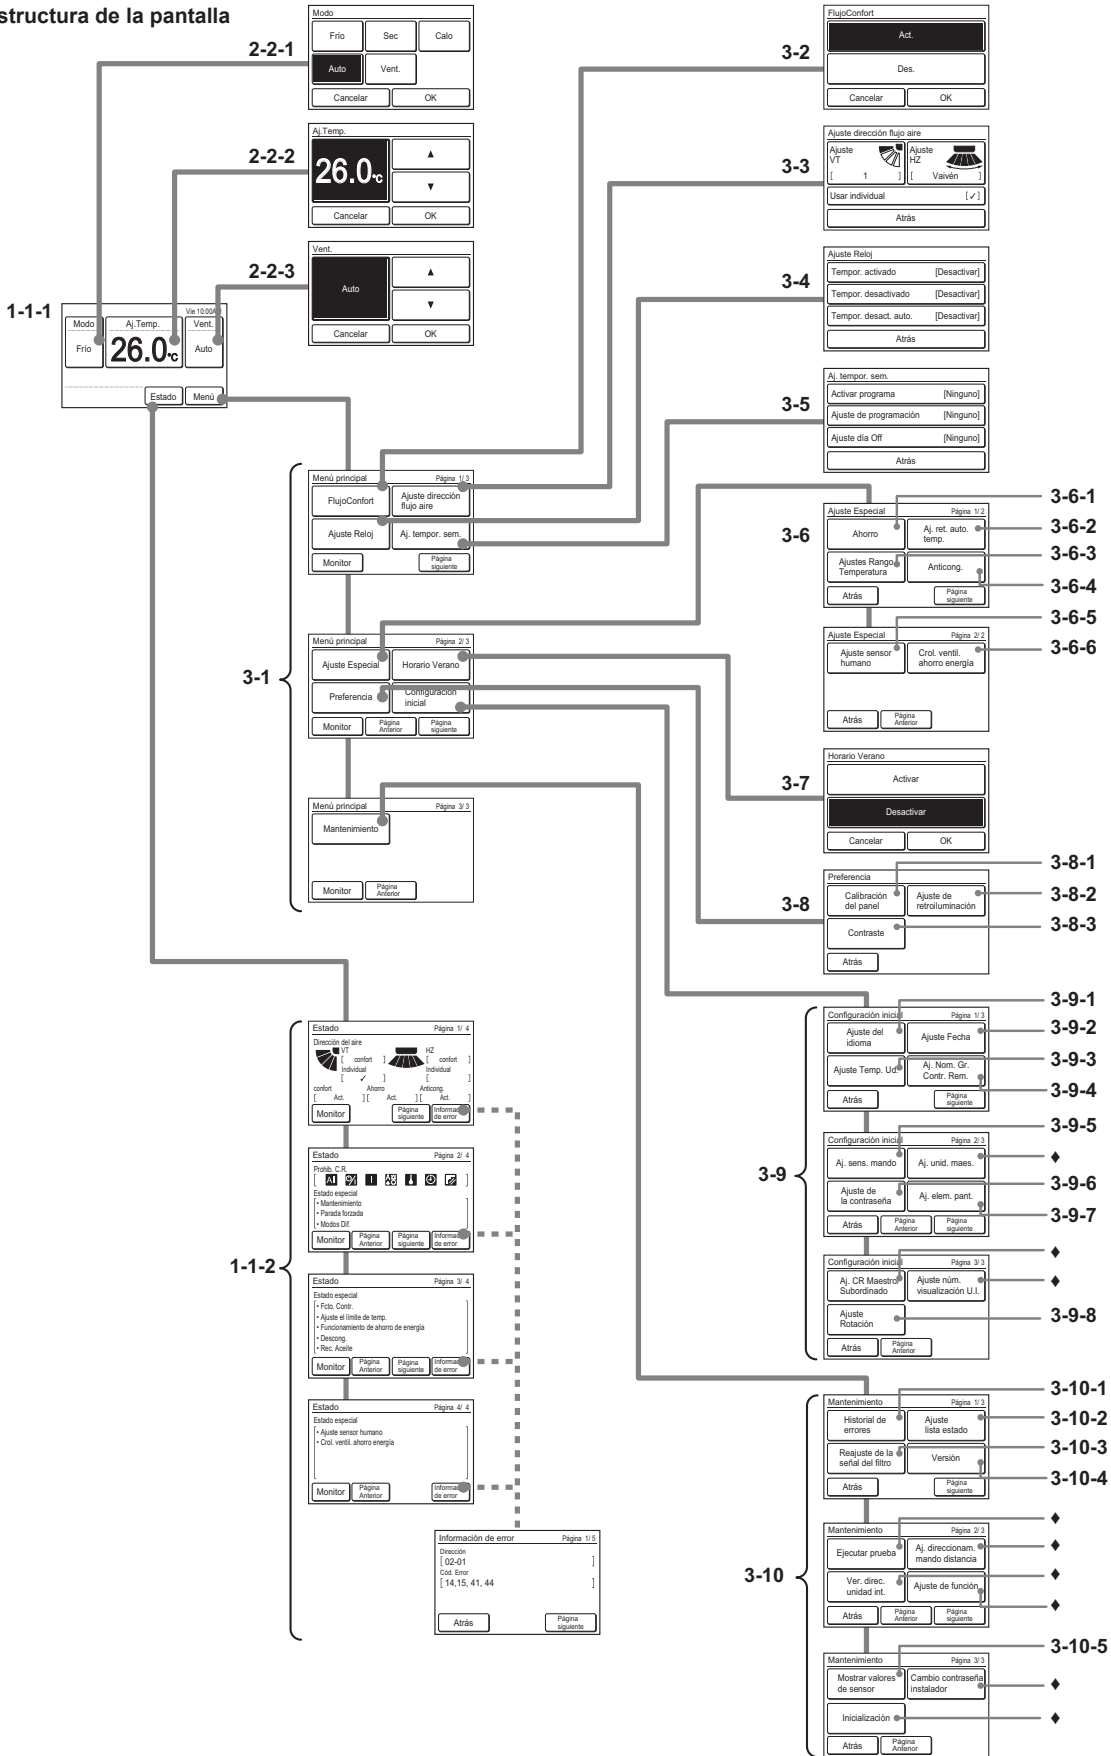 structura de la pantalla
Modo
Frío Sec Calo
Auto Vent.
Cancelar OK
2-2-1
Aj.Temp.
26.0°C ▲
▼
Cancelar OK
2-2-2
Vent.
Auto ▲
▼
Cancelar OK
2-2-3
1-1-1
Vie 10:00A
Modo Aj.Temp. Vent.
Frío 26.0°C Auto
Estado Menú
3-1
Menú principal Página 1/ 3
FlujoConfort Ajuste dirección
flujo aire
Ajuste Reloj Aj. tempor. sem.
Monitor Página
siguiente
Menú principal Página 2/ 3
Ajuste Especial Horario Verano
Preferencia Configuración
inicial
Monitor Página
Anterior
Página
siguiente
Menú principal Página 3/ 3
Mantenimiento
Monitor Página
Anterior
1-1-2
Estado Página 1/ 4
Dirección del aire
VT HZ
[ confort ] [ confort ]
Individual Individual
[ ✓ ] [ ]
confort Ahorro Anticong.
[ Act. ] [ Act. ] [ Act. ]
Monitor Página
siguiente
Informac
de error
Estado Página 2/ 4
Prohib. C.R.
Estado especial
• Mantenimiento
• Parada forzada
• Modos Dif.
Monitor Página
Anterior
Página
siguiente
Informac
de error
Estado Página 3/ 4
Estado especial
• Fcto. Contr.
• Ajuste el límite de temp.
• Funcionamiento de ahorro de energía
• Descong.
• Rec. Aceite
Monitor Página
Anterior
Página
siguiente
Informac
de error
Estado Página 4/ 4
Estado especial
• Ajuste sensor humano
• Crol. ventil. ahorro energía
Monitor Página
Anterior
Informac
de error
Información de error Página 1/ 5
Dirección
[ 02-01 ]
Cód. Error
[ 14,15, 41, 44 ]
Atrás Página
siguiente
3-2
FlujoConfort
Act.
Des.
Cancelar OK
3-3
Ajuste dirección flujo aire
Ajuste
VT
Ajuste
HZ
[ 1 ] [ Vaivén ]
Usar individual [✓]
Atrás
3-4
Ajuste Reloj
Tempor. activado [Desactivar]
Tempor. desactivado [Desactivar]
Tempor. desact. auto. [Desactivar]
Atrás
3-5
Aj. tempor. sem.
Activar programa [Ninguno]
Ajuste de programación [Ninguno]
Ajuste día Off [Ninguno]
Atrás
3-6
Ajuste Especial Página 1/ 2
Ahorro Aj. ret. auto.
temp.
Ajustes Rango
Temperatura
Anticong.
Atrás Página
siguiente
3-6-1
3-6-2
3-6-3
3-6-4
Ajuste Especial Página 2/ 2
Ajuste sensor
humano
Crol. ventil.
ahorro energía
Atrás Página
Anterior
3-6-5
3-6-6
3-7
Horario Verano
Activar
Desactivar
Cancelar OK
3-8
Preferencia
Calibración
del panel
Ajuste de
retroiluminación
Contraste
Atrás
3-8-1
3-8-2
3-8-3
3-9
Configuración inicial Página 1/ 3
Ajuste del
idioma
Ajuste Fecha
Ajuste Temp. Ud. Aj. Nom. Gr.
Contr. Rem.
Atrás Página
siguiente
3-9-1
3-9-2
3-9-3
3-9-4
Configuración inicial Página 2/ 3
Aj. sens. mando Aj. unid. maes.
Ajuste de
la contraseña
Aj. elem. pant.
Atrás Página
Anterior
Página
siguiente
3-9-5
♦
3-9-6
3-9-7
Configuración inicial Página 3/ 3
Aj. CR Maestro
Subordinado
Ajuste núm.
visualización U.I.
Ajuste
Rotación
Atrás Página
Anterior
♦
♦
3-9-8
3-10
Mantenimiento Página 1/ 3
Historial de
errores
Ajuste
lista estado
Reajuste de la
señal del filtro
Versión
Atrás Página
siguiente
3-10-1
3-10-2
3-10-3
3-10-4
Mantenimiento Página 2/ 3
Ejecutar prueba Aj. direccionam.
mando distancia
Ver. direc.
unidad int.
Ajuste de función
Atrás Página
Anterior
Página
siguiente
♦
♦
♦
♦
Mantenimiento Página 3/ 3
Mostrar valores
de sensor
Cambio contraseña
instalador
Inicialización
Atrás Página
Anterior
3-10-5
♦
♦